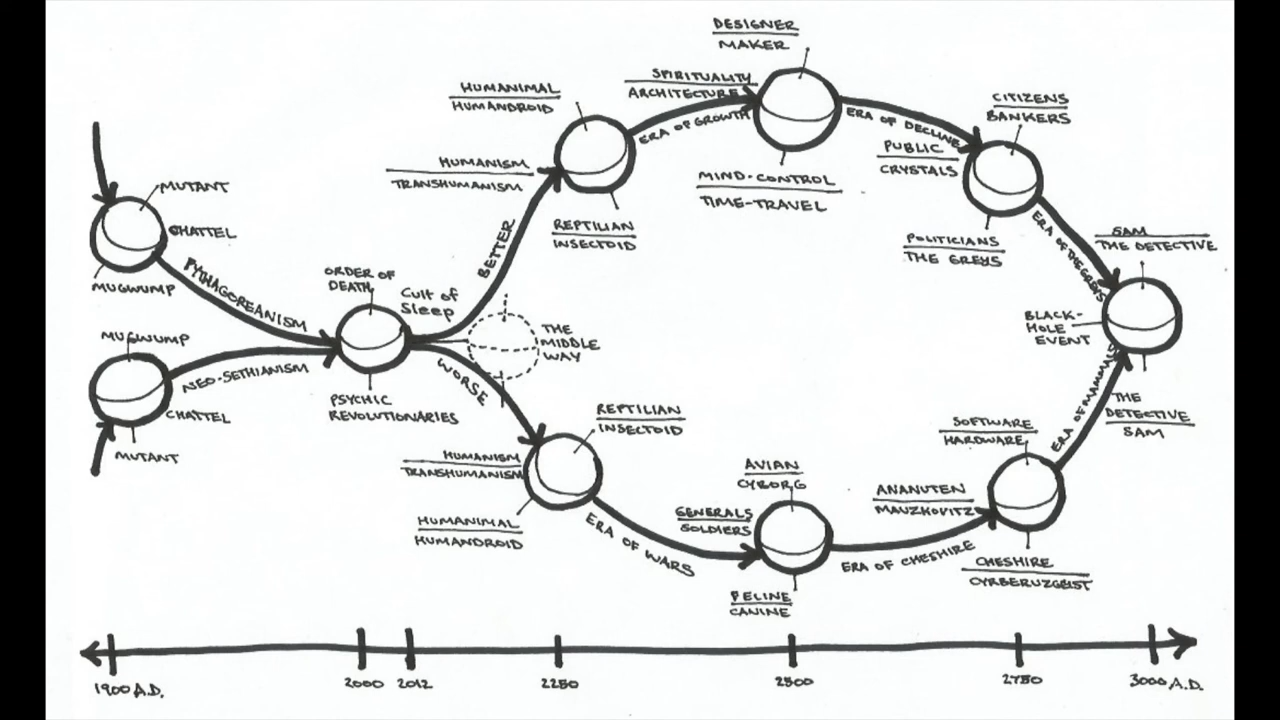 DESIGNER
MAKER
SPIRITUALITY
ARCHITECTURE
HUMANIMAL
HUMANDROID
ERA OF GROWTH
ERA OF DECLINE
CITIZENS
BANKERS
PUBLIC
CRYSTALS
HUMANISM
TRANSHUMANISM
MIND-CONTROL
TIME-TRAVEL
REPTILIAN
INSECTOID
POLITICIANS
THE GREYS
ERA OF THE GREYS
SAM
THE DETECTIVE
MUTANT
CHATTEL
MUGWUMP
PYTHAGOREANISM
ORDER OF
DEATH
Cult of
Sleep
BETTER
THE
MIDDLE
WAY
BLACK-
HOLE
EVENT
MUGWUMP
NEO-SETHIANISM
CHATTEL
MUTANT
PSYCHIC
REVOLUTIONARIES
WORSE
REPTILIAN
INSECTOID
HUMANISM
TRANSHUMANISM
HUMANIMAL
HUMANDROID
ERA OF WARS
AVIAN
CYBORG
GENERALS
SOLDIERS
FELINE
CANINE
ERA OF CHESHIRE
ANANUTEN
MAUZKOVITZ
SOFTWARE
HARDWARE
ERA OF MAMMALS
THE
DETECTIVE
SAM
CHESHIRE
CYRBERUZGEIST
1900 A.D.
2000
2012
2250
2500
2750
3000 A.D.